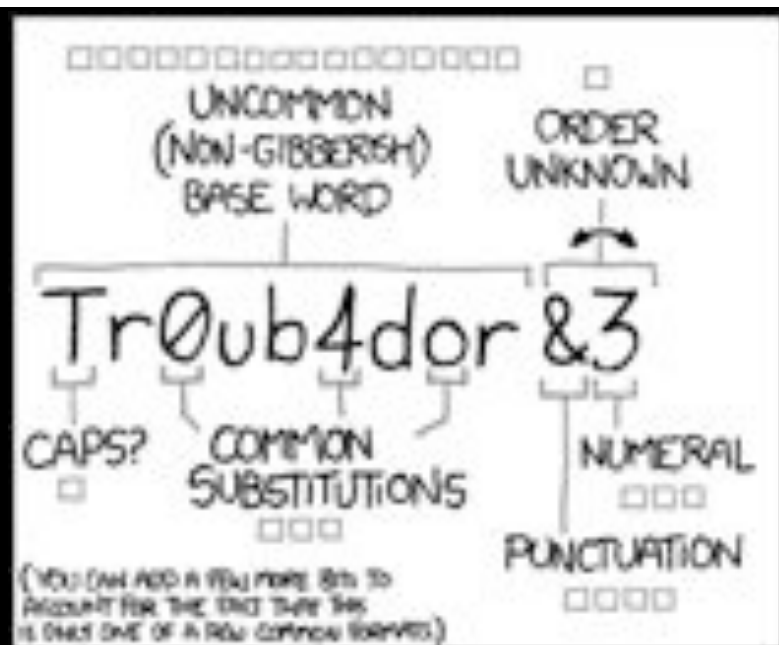 UNCOMMON
(NON-GIBBERISH)
BASE WORD
ORDER
UNKNOWN
Tr0ub4dor &3
CAPS?
COMMON
SUBSTITUTIONS
NUMERAL
PUNCTUATION
(YOU CAN ADD A FEW MORE BITS TO
ACCOUNT FOR THE FACT THAT THIS
IS ONLY ONE OF A FEW COMMON FORMATS.)